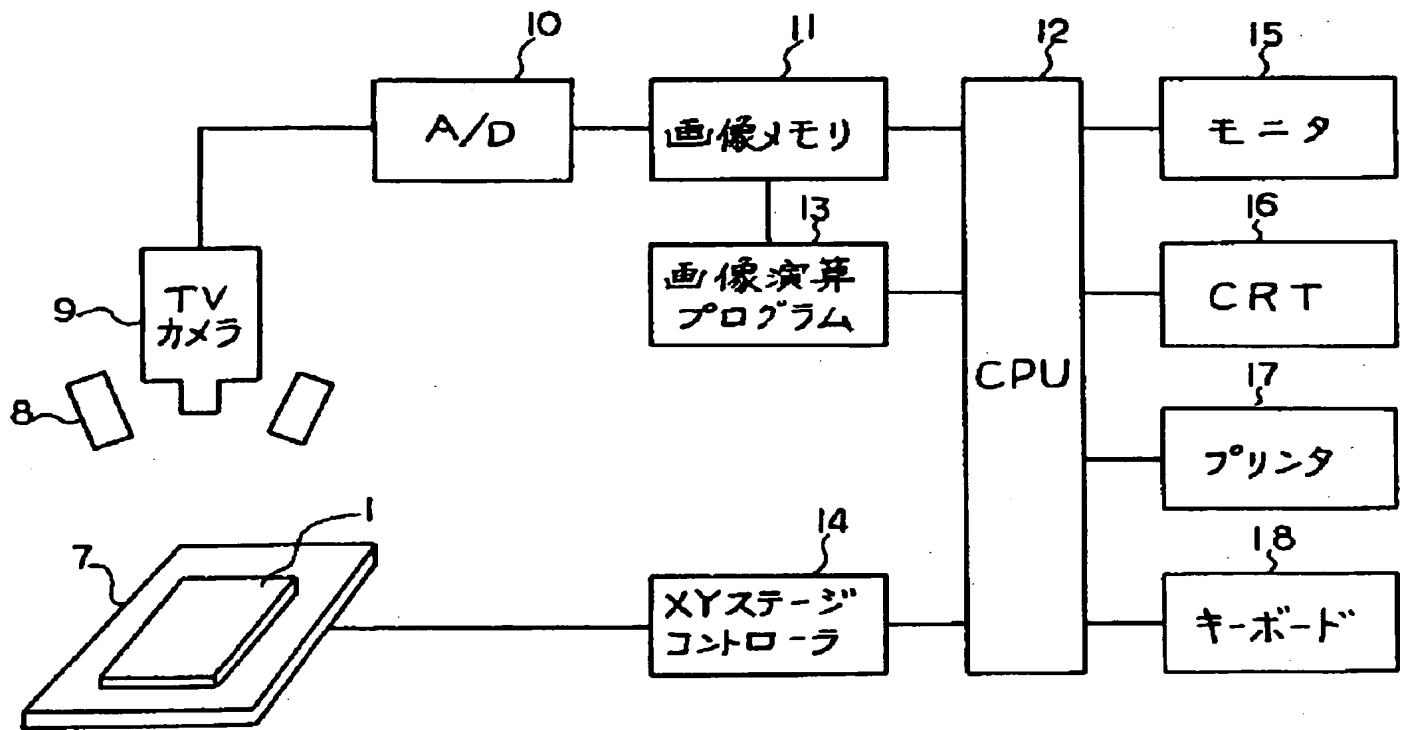 10
A/D
11
画像メモリ
12
CPU
15
モニタ
13
画像演算
プログラム
16
CRT
9
TV
カメラ
8
17
プリンタ
7
1
14
XYステージ
コントローラ
18
キーボード